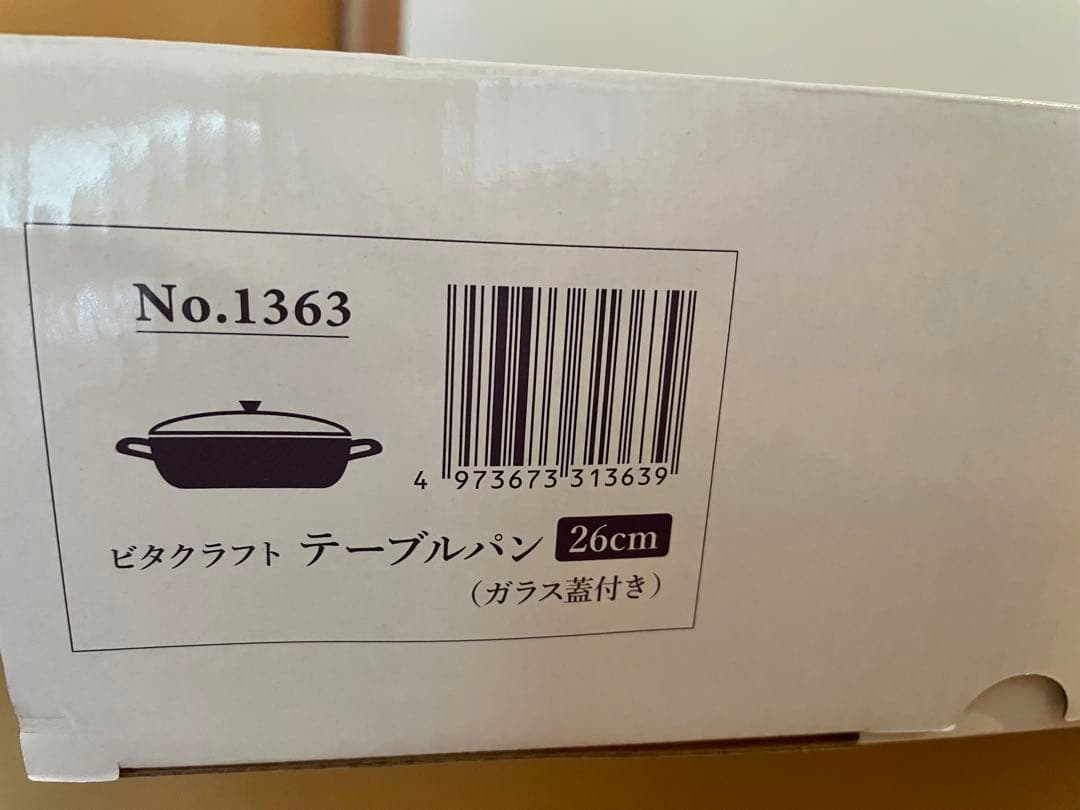 No.1363
4 973673 313639
ビタクラフト テーブルパン 26cm
（ガラス蓋付き）